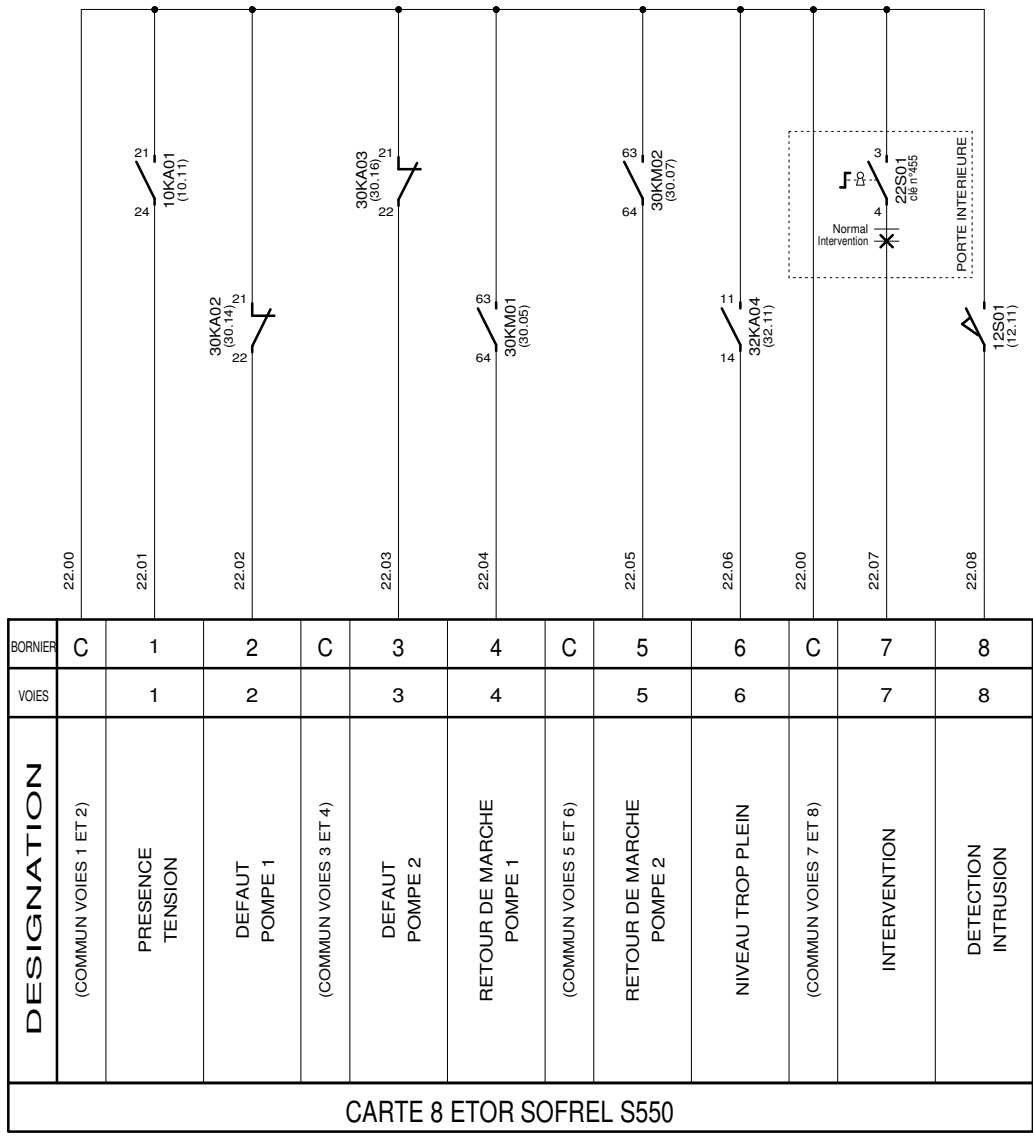 21
24
10KA01
(10.11)
21
22
30KA03
(30.16)
63
64
30KM02
(30.07)
3
4
22S01
clé n°455
Normal
Intervention
PORTE INTERIEURE
21
22
30KA02
(30.14)
63
64
30KM01
(30.05)
11
14
32KA04
(32.11)
12S01
(12.11)
22.00
22.01
22.02
22.03
22.04
22.05
22.06
22.00
22.07
22.08
BORNIER C 1 2 C 3 4 C 5 6 C 7 8
VOIES 1 2 3 4 5 6 7 8
DESIGNATION
(COMMUN VOIES 1 ET 2)
PRESENCE
TENSION
DEFAUT
POMPE 1
(COMMUN VOIES 3 ET 4)
DEFAUT
POMPE 2
RETOUR DE MARCHE
POMPE 1
(COMMUN VOIES 5 ET 6)
RETOUR DE MARCHE
POMPE 2
NIVEAU TROP PLEIN
(COMMUN VOIES 7 ET 8)
INTERVENTION
DETECTION
INTRUSION
CARTE 8 ETOR SOFREL S550